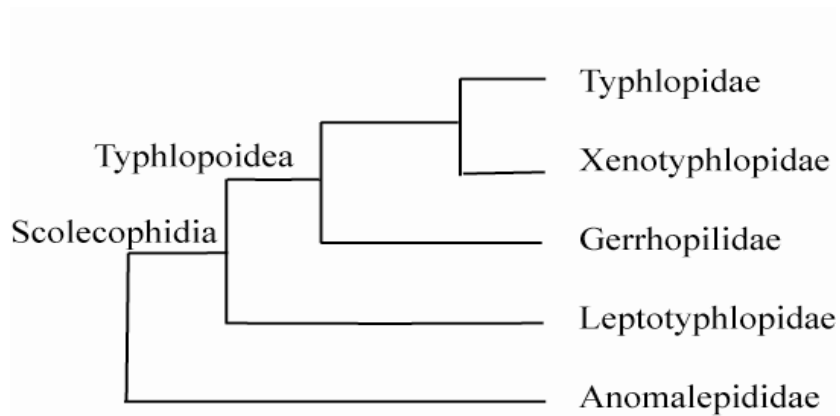 Typhlopidae
Typhlopoidea
Xenotyphlopidae
Scolecophidia
Gerrhopilidae
Leptotyphlopidae
Anomalepididae